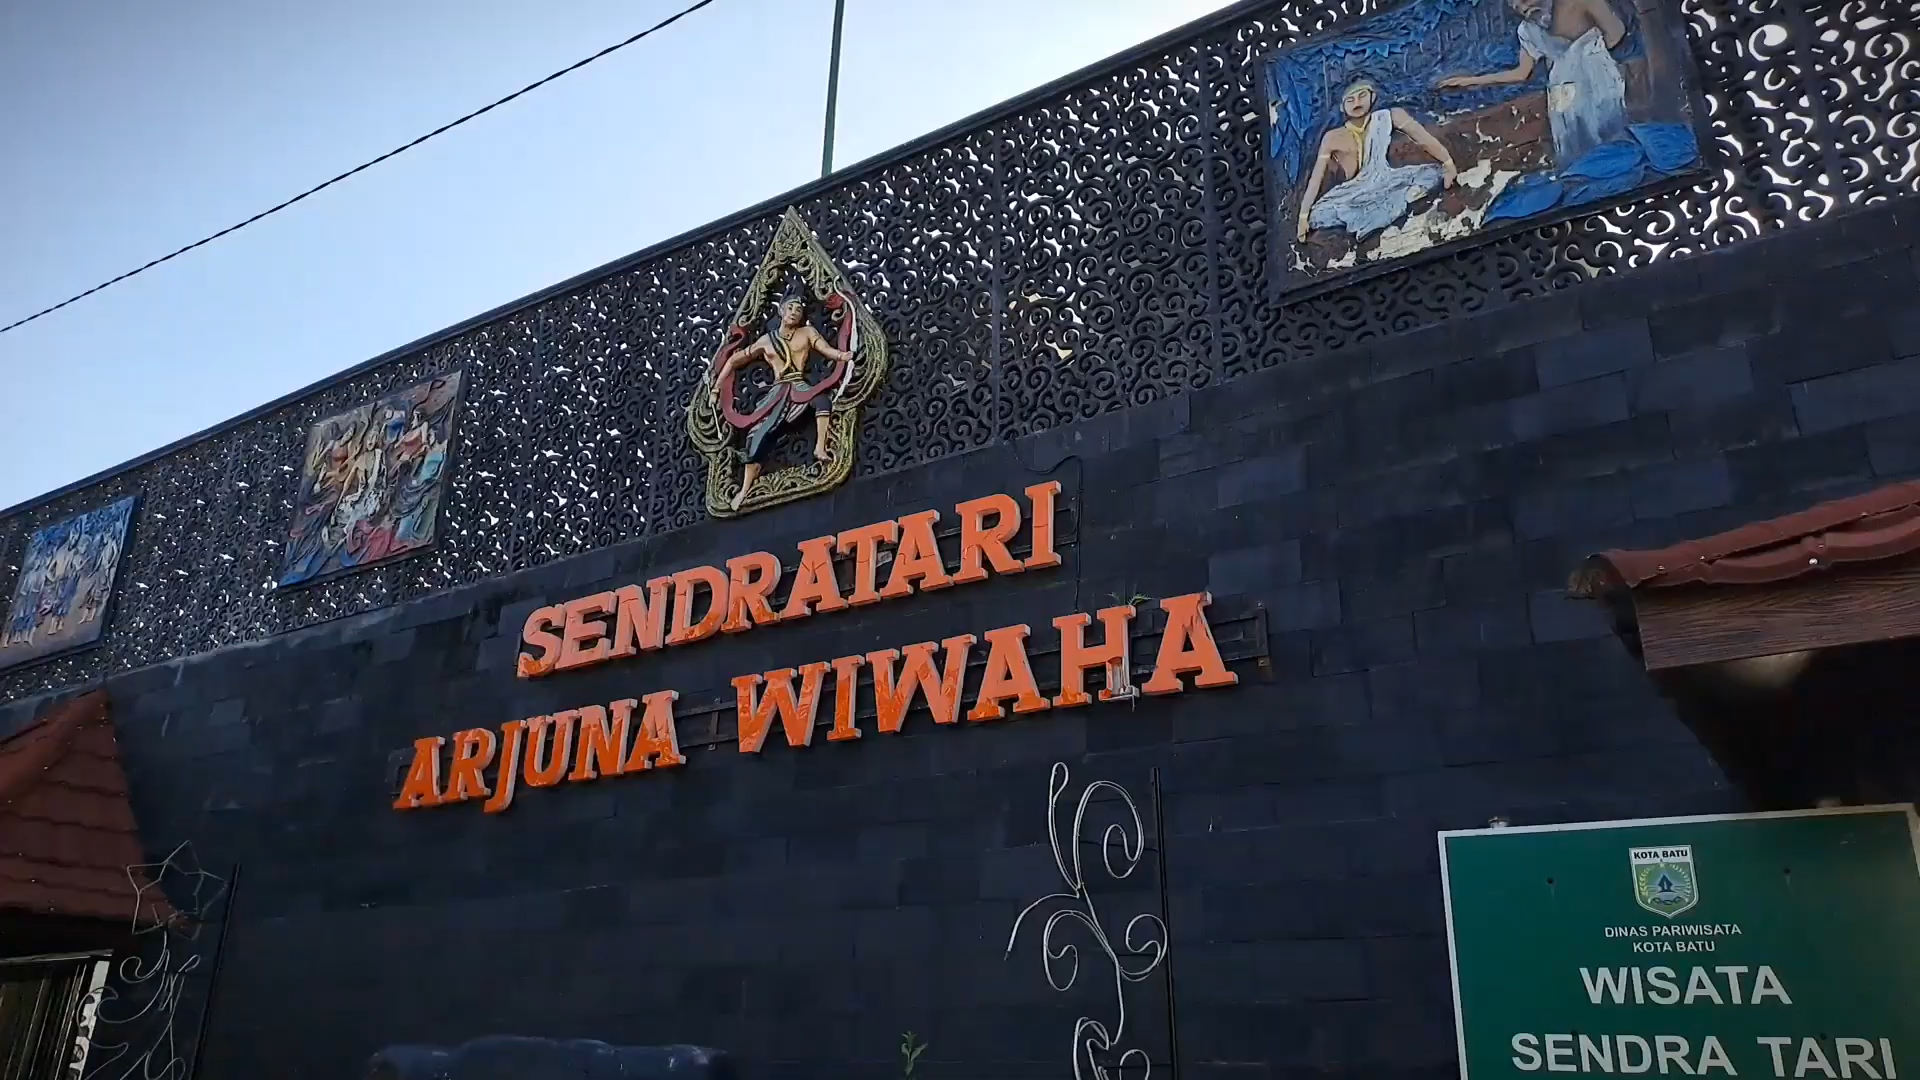 SENDRATARI
ARJUNA WIWAHA
KOTA BATU
DINAS PARIWISATA
KOTA BATU
WISATA
SENDRA TARI